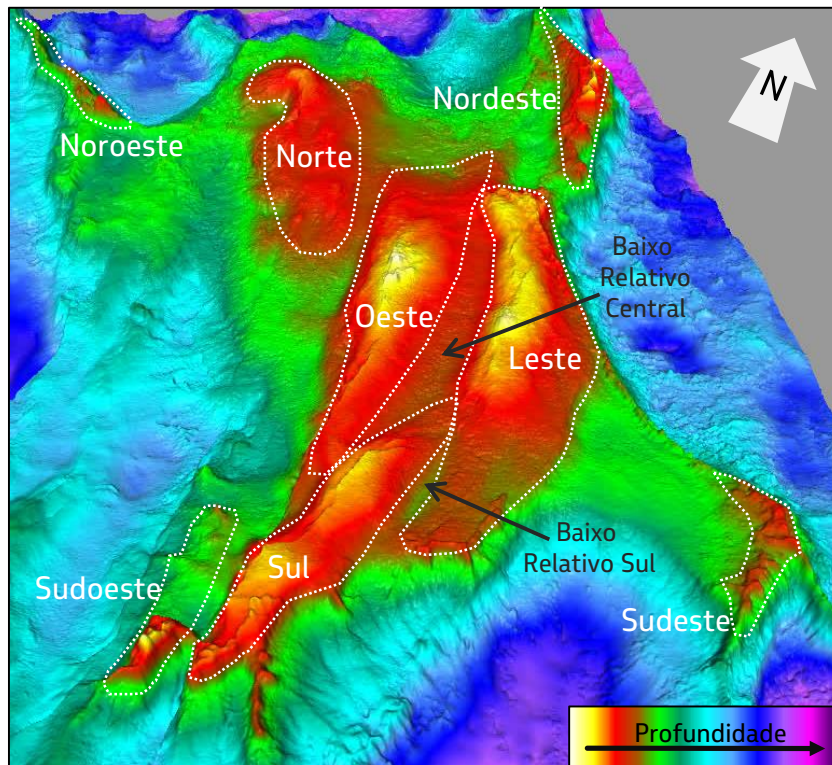 N
Nordeste
Noroeste
Norte
Baixo
Relativo
Central
Oeste
Leste
Baixo
Relativo Sul
Sul
Sudoeste
Sudeste
Profundidade